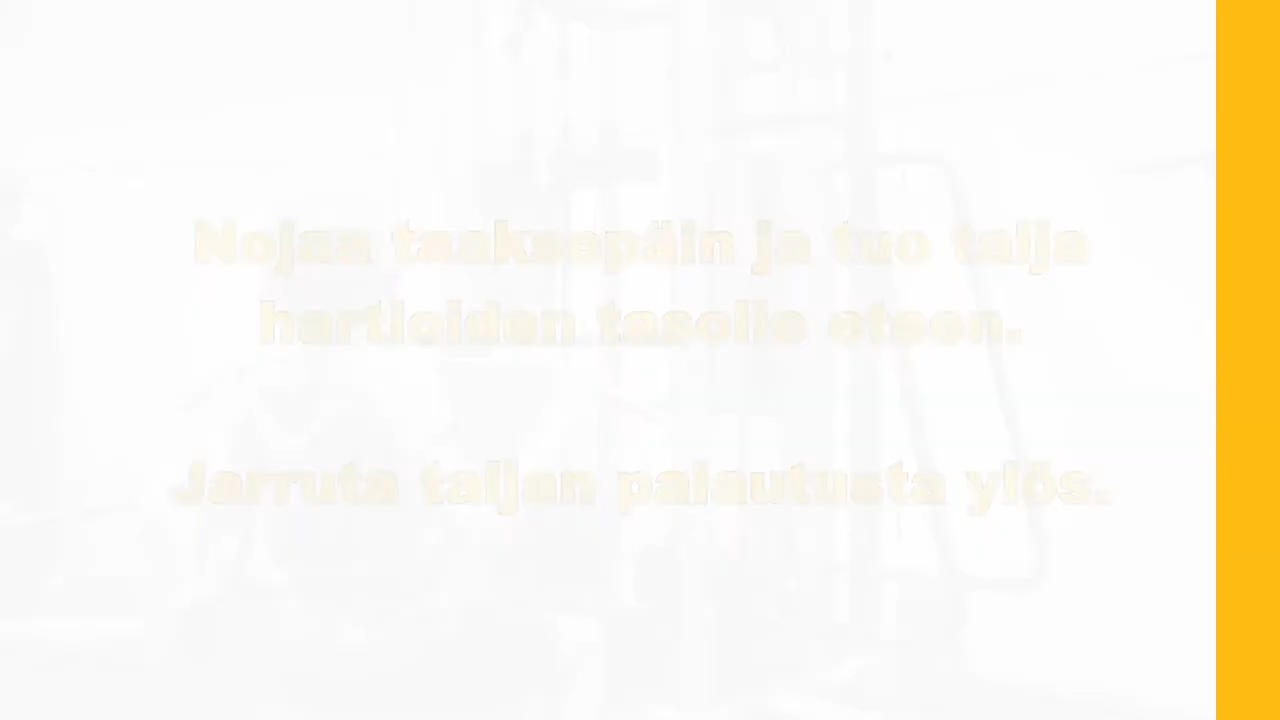 Nojaa taaksepäin ja tuo talja
hartioiden tasolle eteen.
Jarruta taljan palautusta ylös.